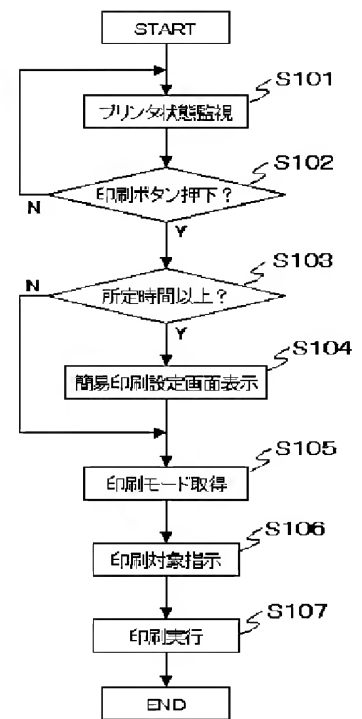 START
S101
プリンタ状態監視
S102
印刷ボタン押下？
N
Y
S103
所定時間以上？
N
Y
S104
簡易印刷設定画面表示
S105
印刷モード取得
S106
印刷対象指示
S107
印刷実行
END